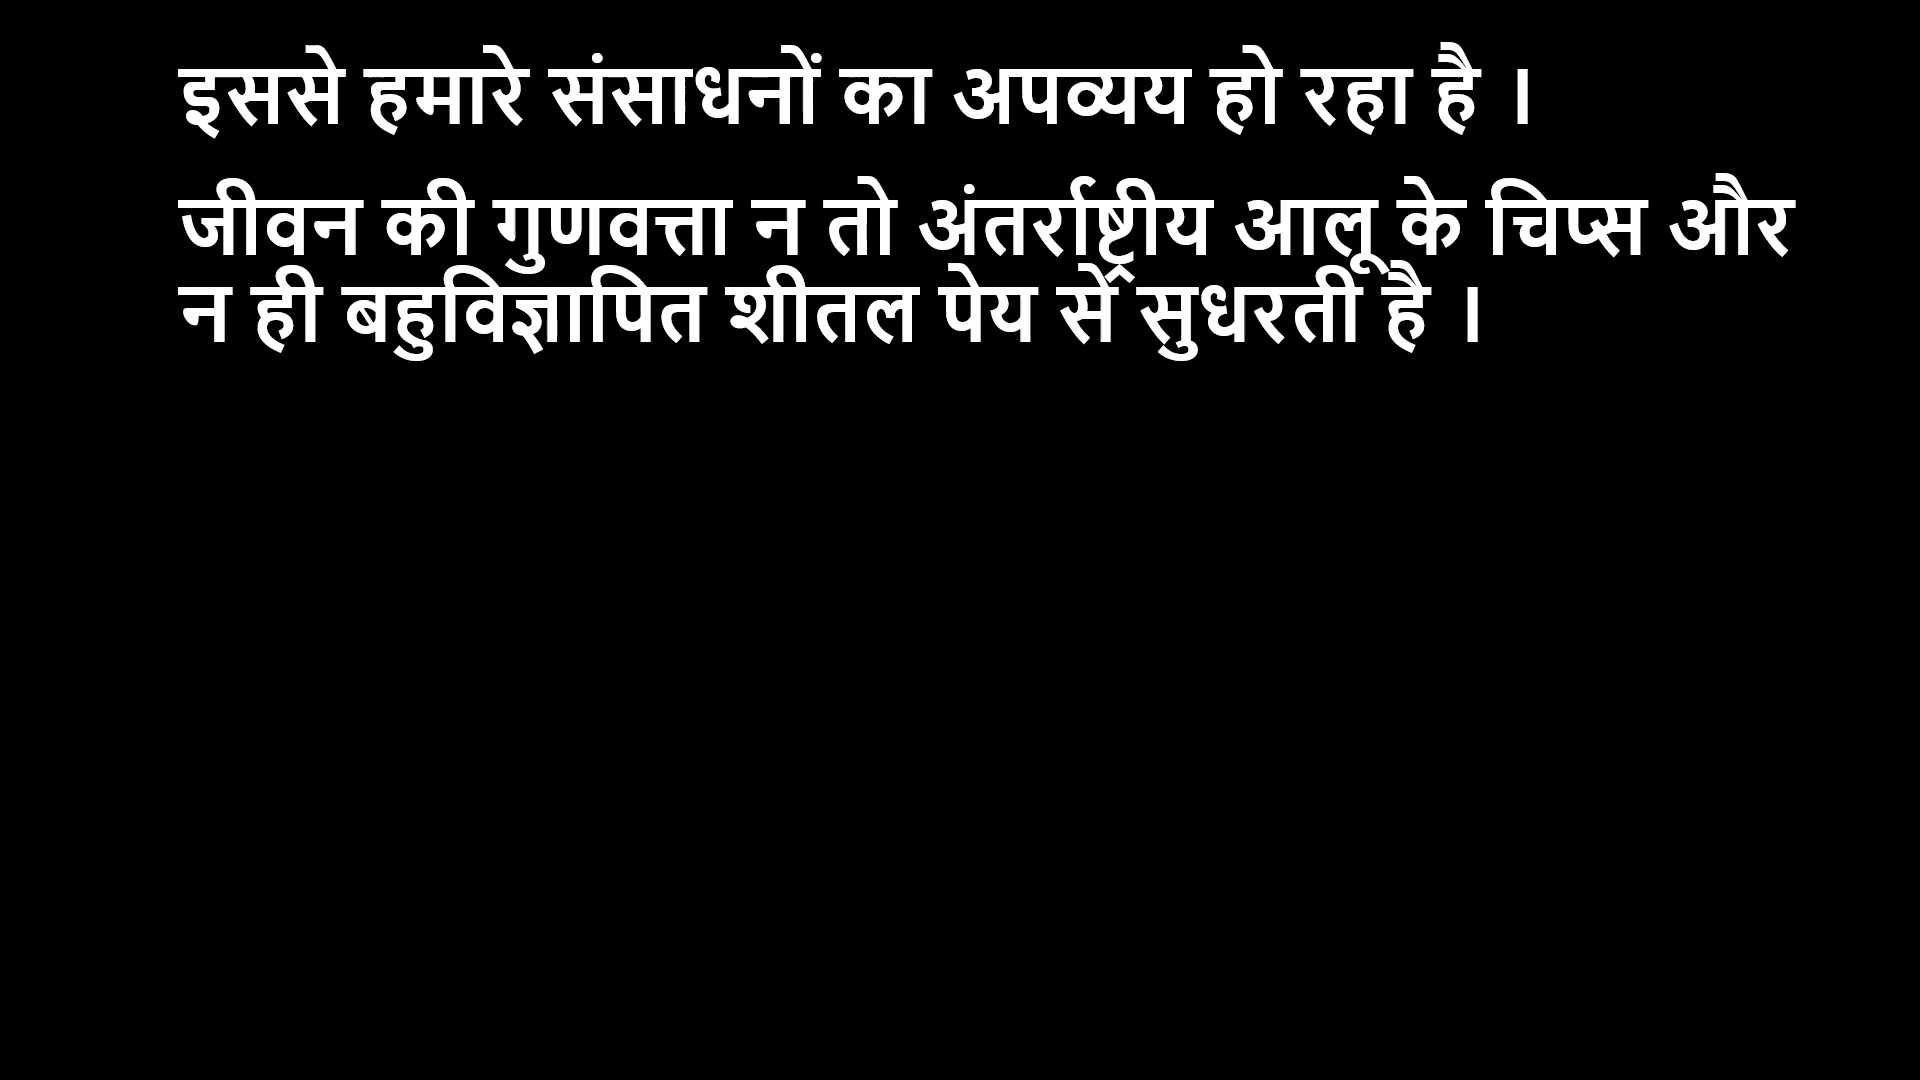 इससे हमारे संसाधनों का अपव्यय हो रहा है ।
जीवन की गुणवत्ता न तो अंतर्राष्ट्रीय आलू के चिप्स और
न ही बहुविज्ञापित शीतल पेय से सुधरती है ।